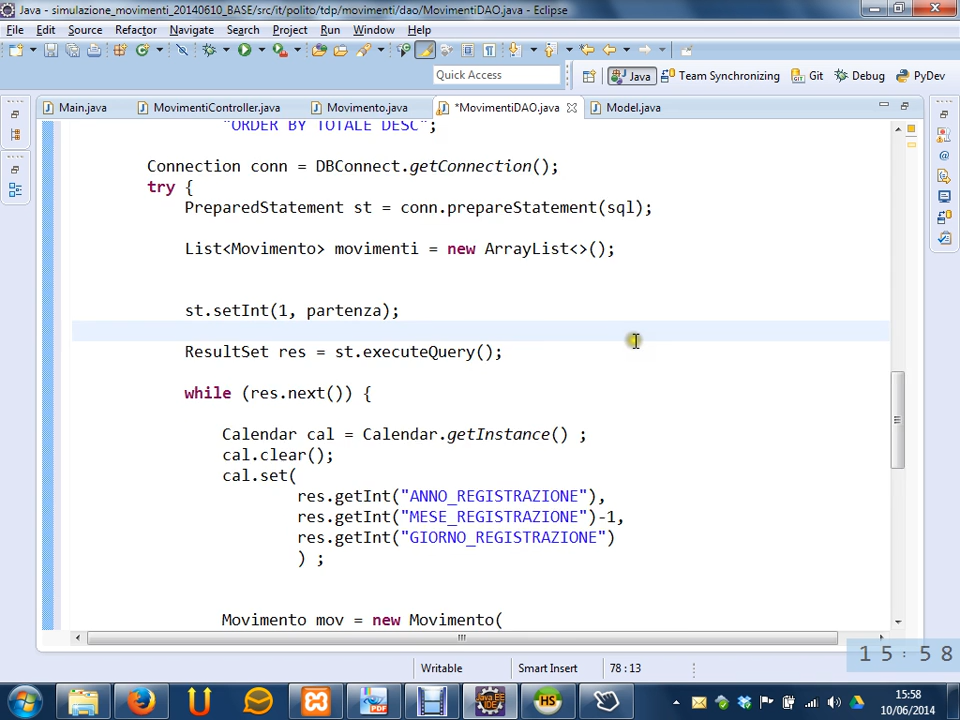 Java - simulazione_movimenti_20140610_BASE/src/it/polito/tdp/movimenti/dao/MovimentiDAO.java - Eclipse
File Edit Source Refactor Navigate Search Project Run Window Help
Quick Access
Java Team Synchronizing Git Debug PyDev
Main.java MovimentiController.java Movimento.java *MovimentiDAO.java Model.java
"ORDER BY TOTALE DESC";
Connection conn = DBConnect.getConnection();
try {
PreparedStatement st = conn.prepareStatement(sql);
List<Movimento> movimenti = new ArrayList<>();
st.setInt(1, partenza);
ResultSet res = st.executeQuery();
while (res.next()) {
Calendar cal = Calendar.getInstance() ;
cal.clear();
cal.set(
res.getInt("ANNO_REGISTRAZIONE"),
res.getInt("MESE_REGISTRAZIONE")-1,
res.getInt("GIORNO_REGISTRAZIONE")
) ;
Movimento mov = new Movimento(
15:58
Writable Smart Insert 78 : 13
Java EE IDE
PDF
HS
15:58
10/06/2014